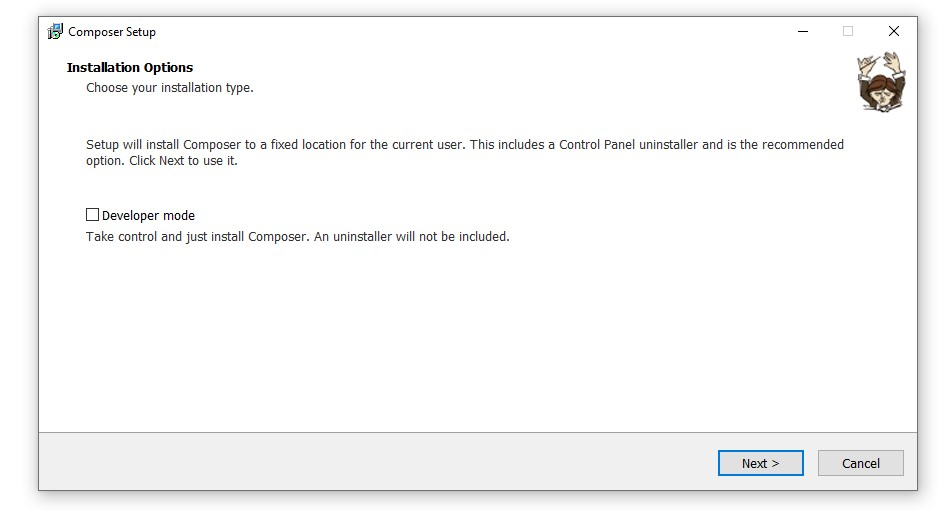 Composer Setup
Installation Options
Choose your installation type.
Setup will install Composer to a fixed location for the current user. This includes a Control Panel uninstaller and is the recommended
option. Click Next to use it.
Developer mode
Take control and just install Composer. An uninstaller will not be included.
Next >
Cancel